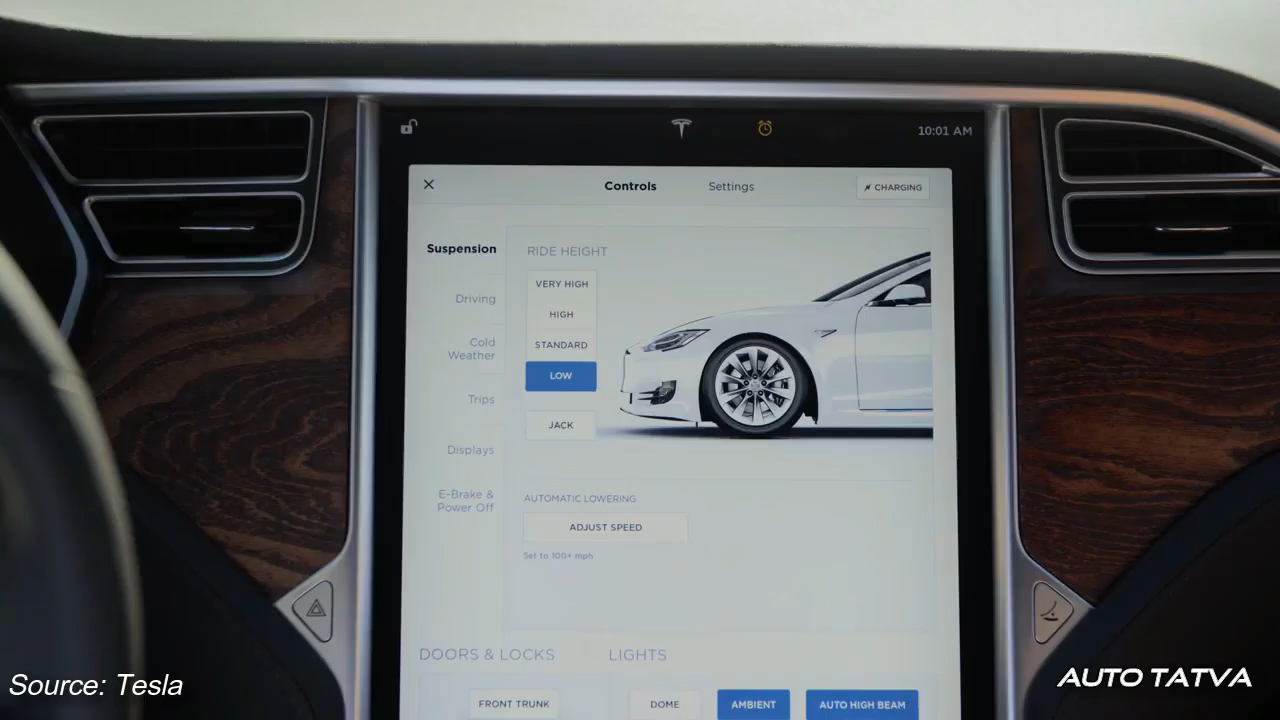 10:01 AM
Controls
Settings
CHARGING
Suspension
Driving
Cold
Weather
Trips
Displays
E-Brake &
Power Off
RIDE HEIGHT
VERY HIGH
HIGH
STANDARD
LOW
JACK
AUTOMATIC LOWERING
ADJUST SPEED
Set to 100+ mph
DOORS & LOCKS
LIGHTS
FRONT TRUNK
DOME
AMBIENT
AUTO HIGH BEAM
Source: Tesla
AUTO TATVA